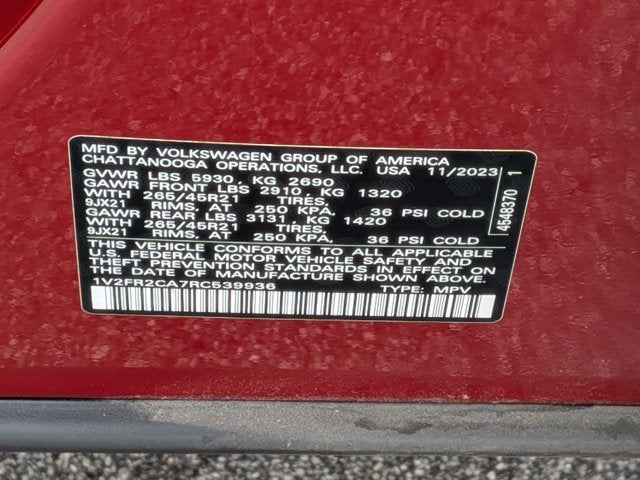 MFD BY VOLKSWAGEN GROUP OF AMERICA
CHATTANOOGA OPERATIONS, LLC. USA 11/2023
GVWR LBS 5930, KG 2690
GAWR FRONT LBS 2910, KG 1320
WITH 265/45R21 TIRES,
9JX21 RIMS, AT 250 KPA, 36 PSI COLD
GAWR REAR LBS 3131, KG 1420
WITH 265/45R21 TIRES,
9JX21 RIMS, AT 250 KPA, 36 PSI COLD
THIS VEHICLE CONFORMS TO ALL APPLICABLE
U.S. FEDERAL MOTOR VEHICLE SAFETY AND
THEFT PREVENTION STANDARDS IN EFFECT ON
THE DATE OF MANUFACTURE SHOWN ABOVE.
1V2FR2CA7RC539936 TYPE: MPV
4548370 1